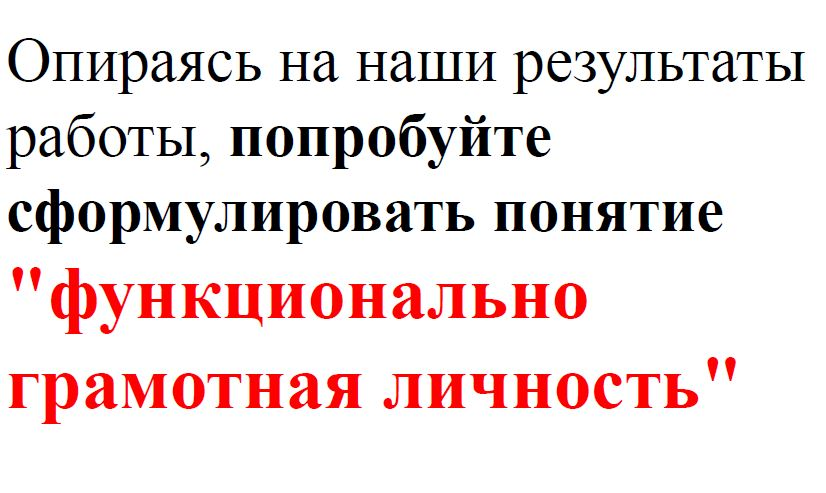 Опираясь на наши результаты
работы, попробуйте
сформулировать понятие
"функционально
грамотная личность"